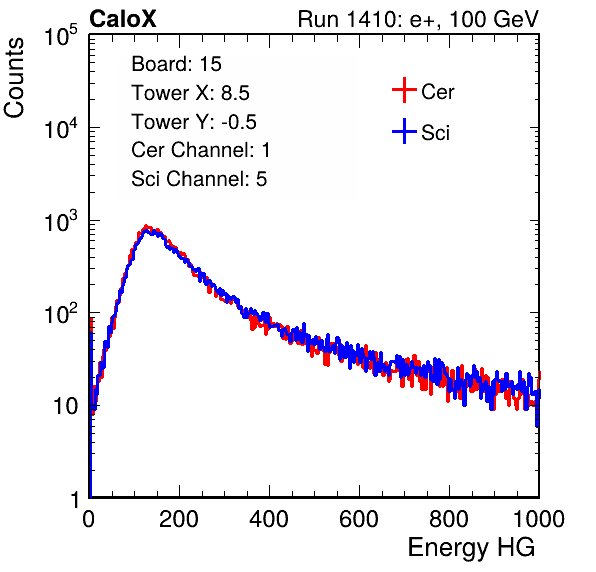 CaloX
Run 1410: e+, 100 GeV
Counts
10^5
10^4
10^3
10^2
10
1
Board: 15
Tower X: 8.5
Tower Y: -0.5
Cer Channel: 1
Sci Channel: 5
Cer
Sci
0 200 400 600 800 1000
Energy HG